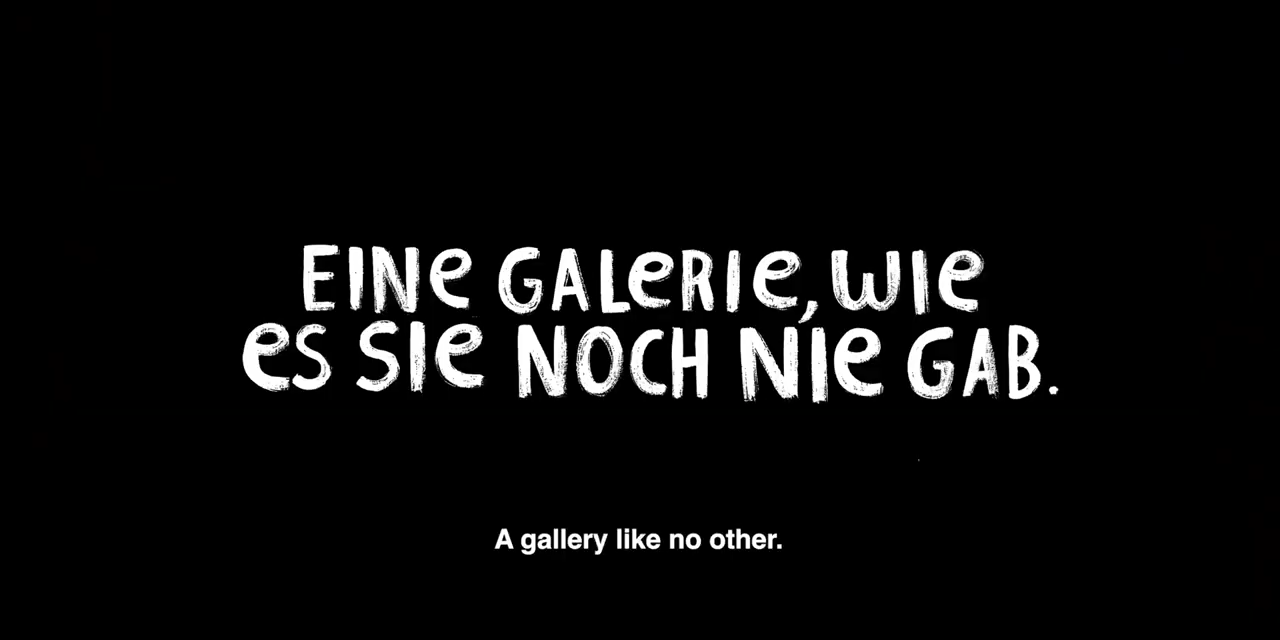 EINE GALERIE, WIE
ES SIE NOCH NIE GAB.
A gallery like no other.